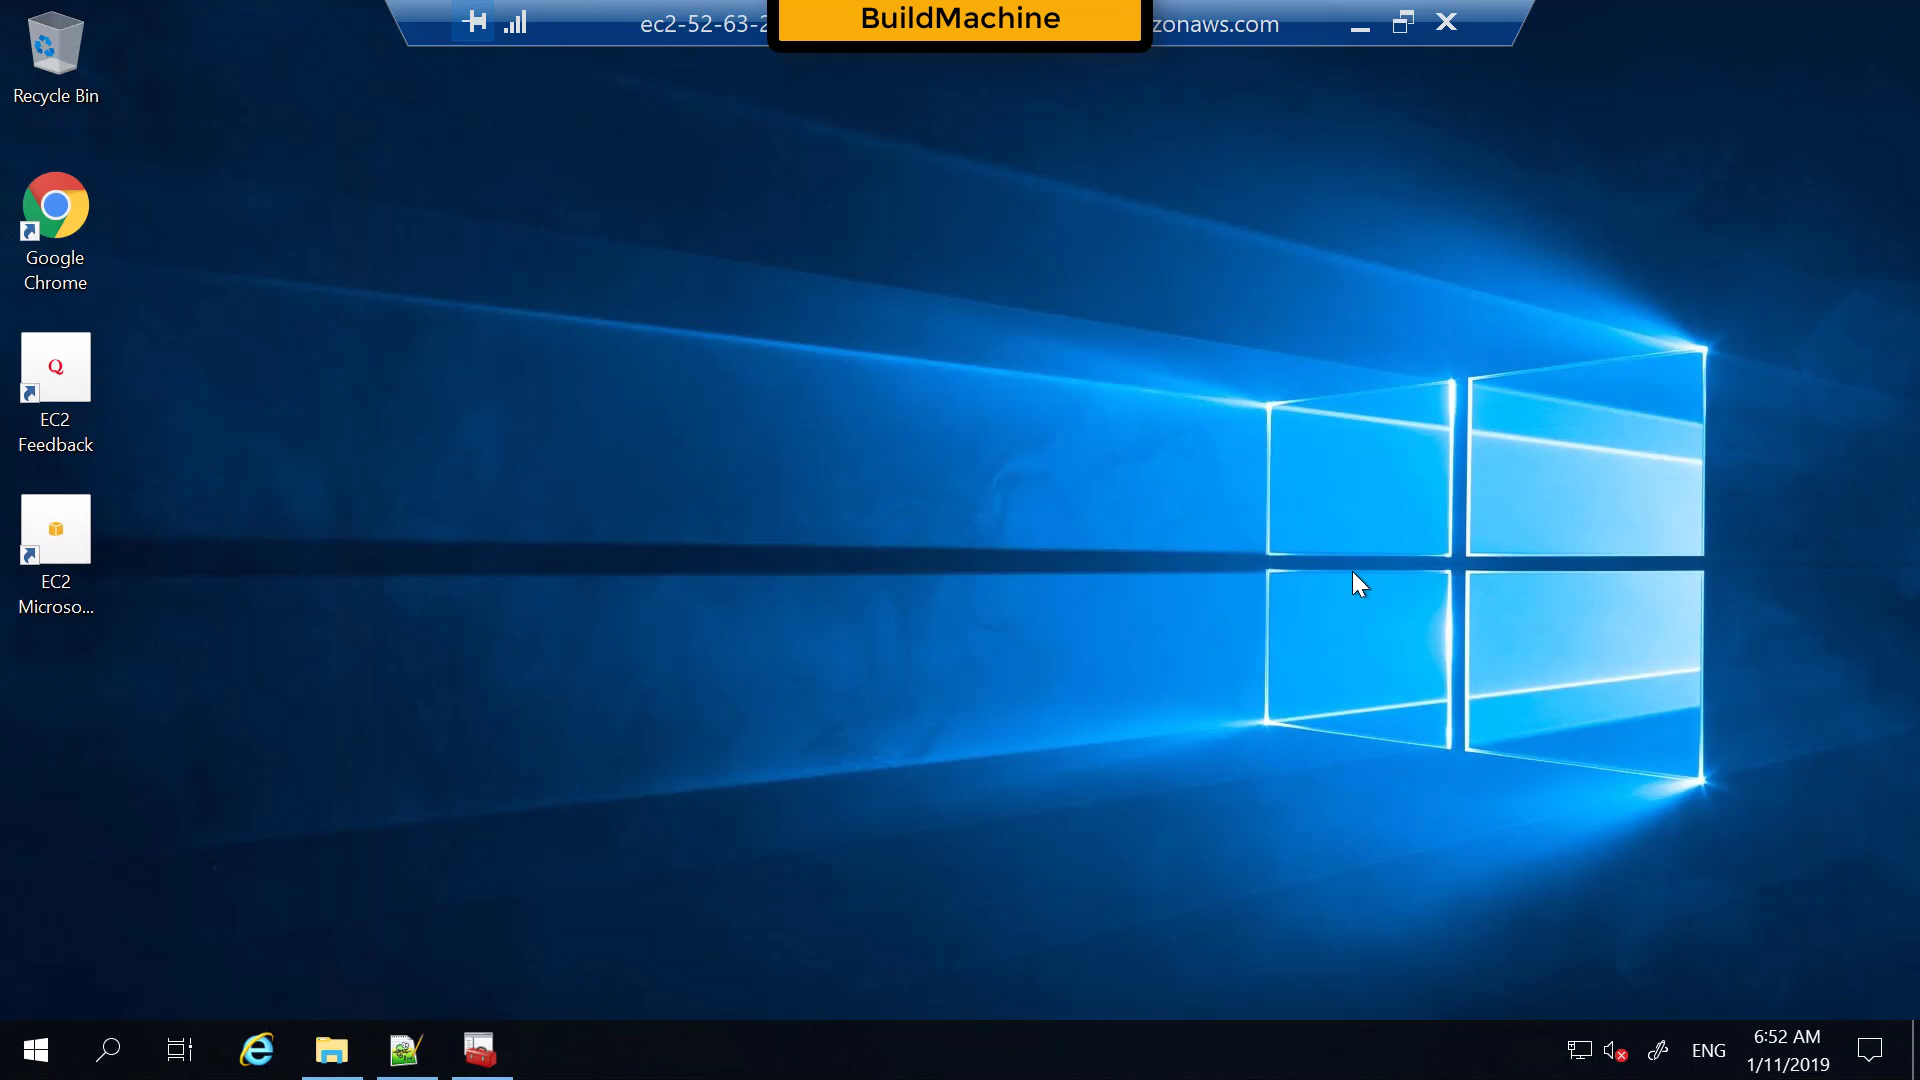 ec2-52-63-2
BuildMachine
zonaws.com
Recycle Bin
Google
Chrome
Q
EC2
Feedback
EC2
Microso...
ENG
6:52 AM
1/11/2019